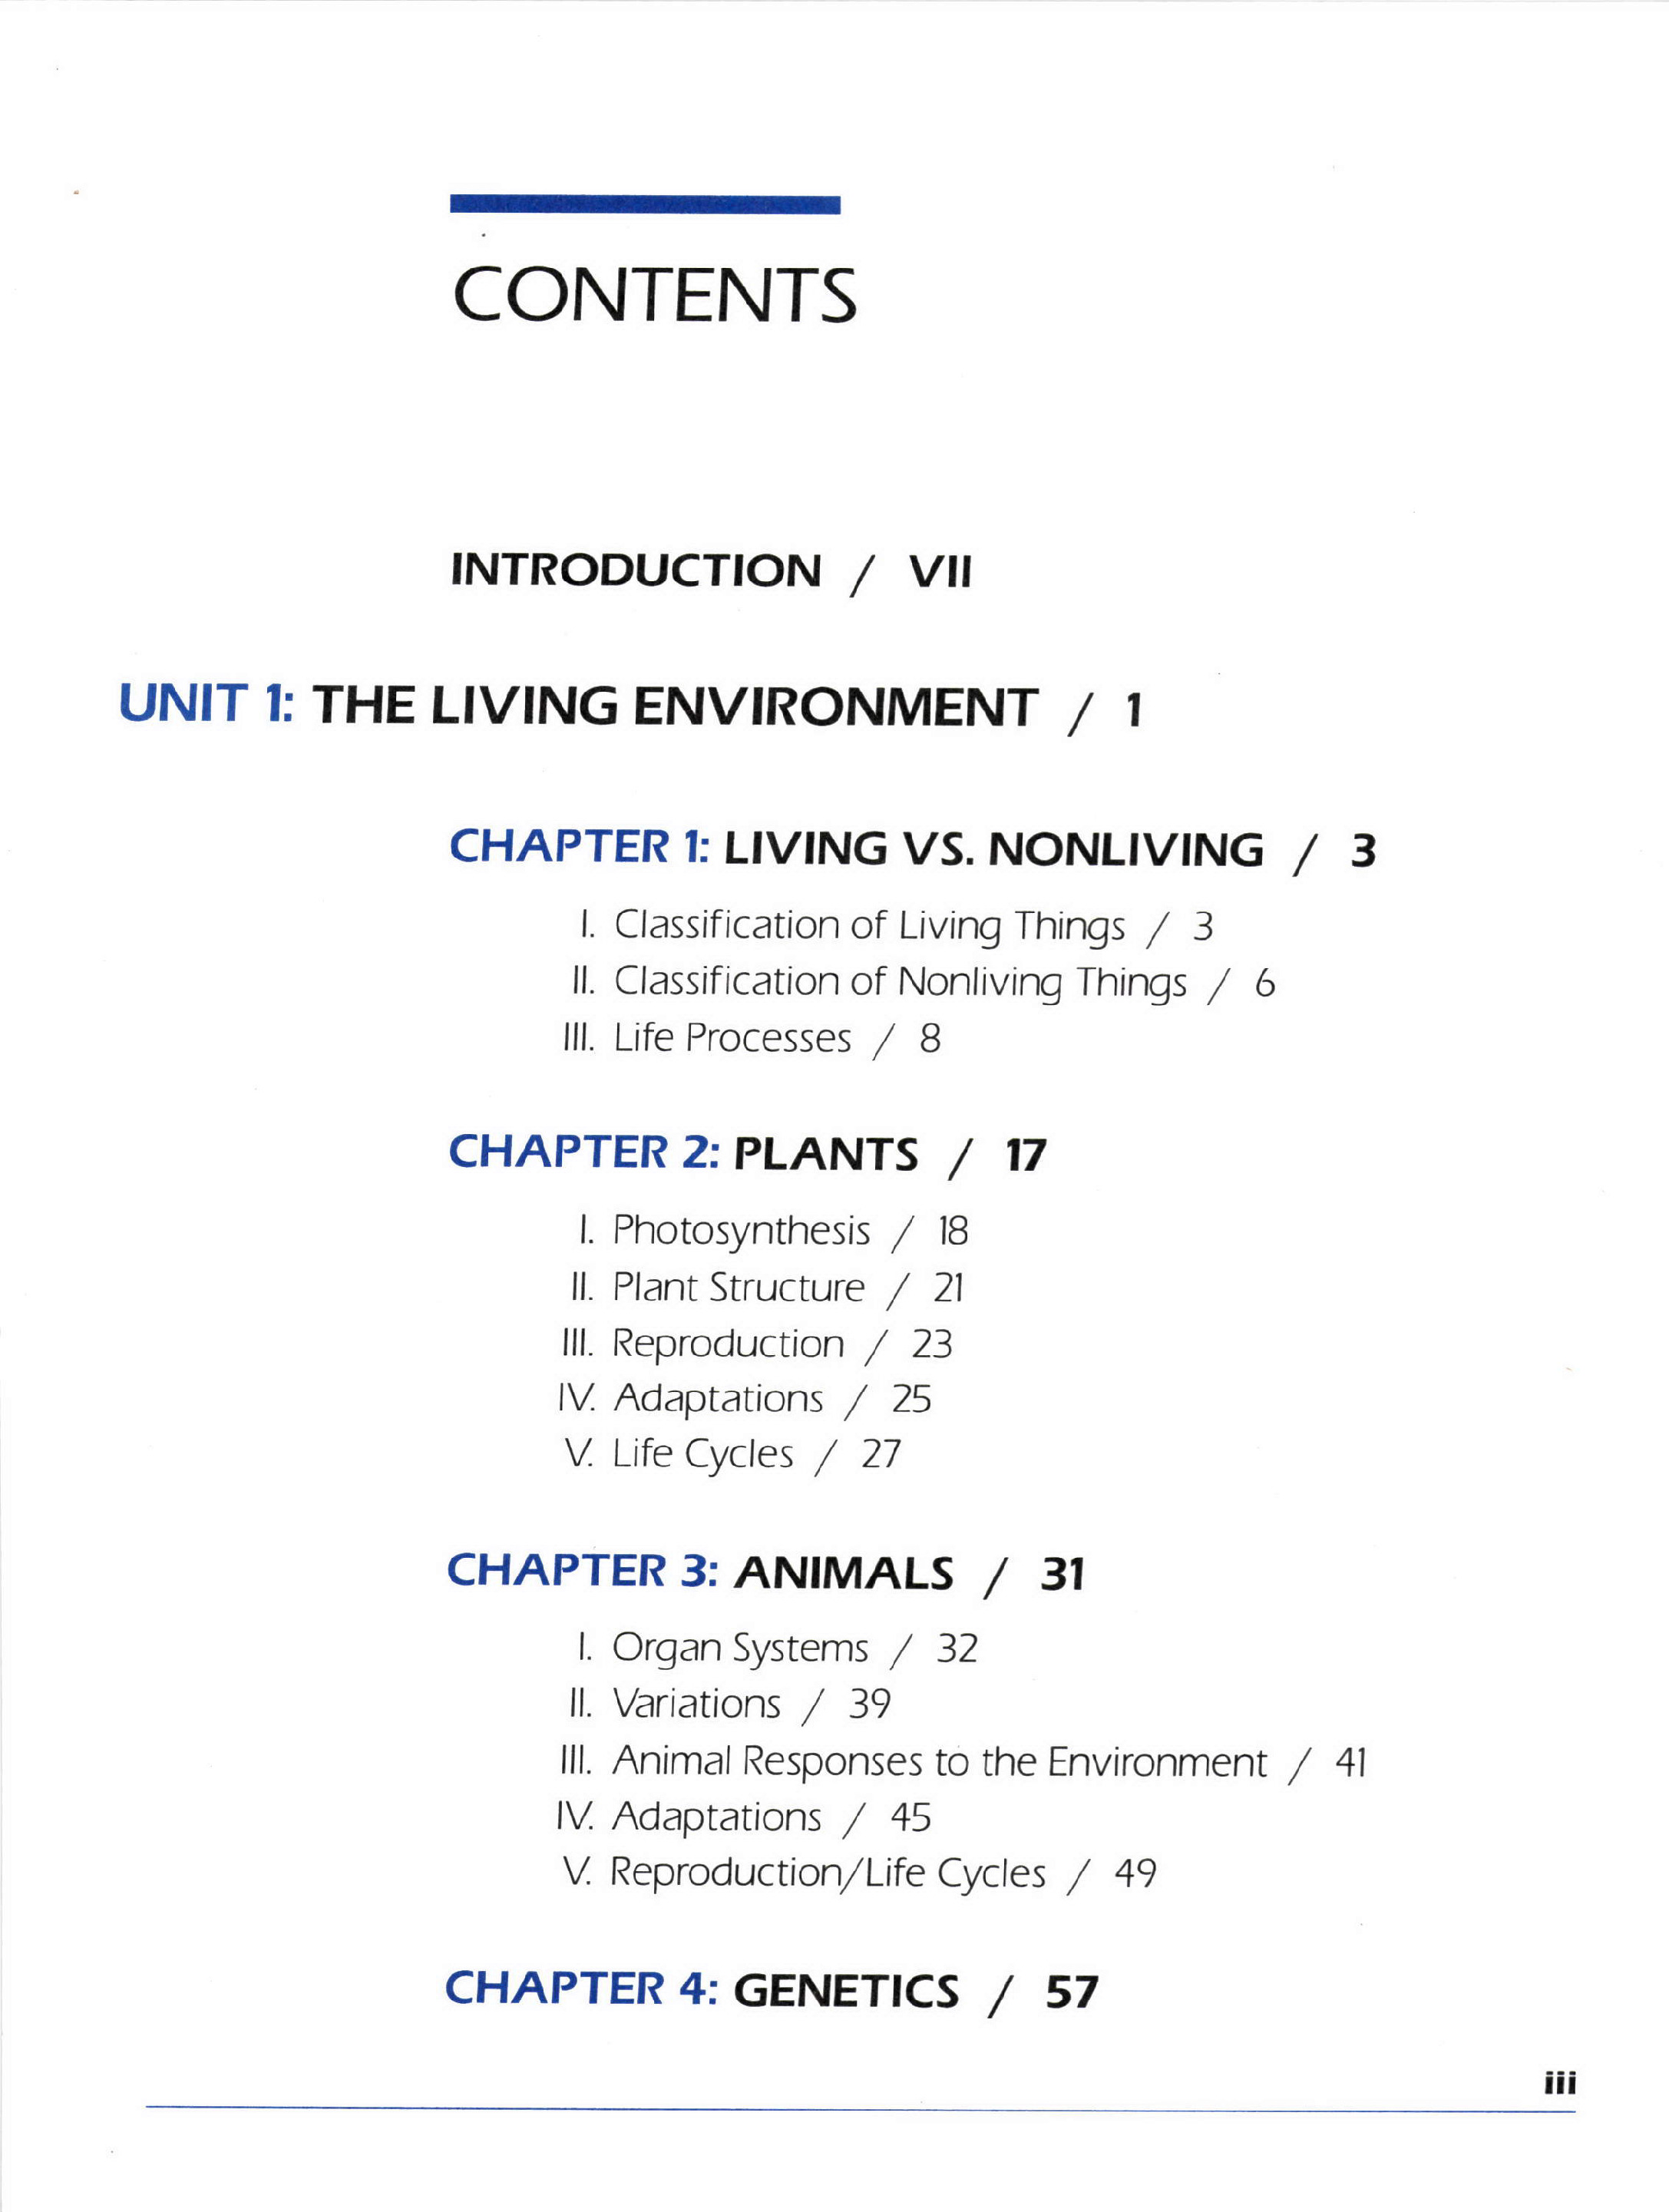 CONTENTS
INTRODUCTION / VII
UNIT 1: THE LIVING ENVIRONMENT / 1
CHAPTER 1: LIVING VS. NONLIVING / 3
I. Classification of Living Things / 3
II. Classification of Nonliving Things / 6
III. Life Processes / 8
CHAPTER 2: PLANTS / 17
I. Photosynthesis / 18
II. Plant Structure / 21
III. Reproduction / 23
IV. Adaptations / 25
V. Life Cycles / 27
CHAPTER 3: ANIMALS / 31
I. Organ Systems / 32
II. Variations / 39
III. Animal Responses to the Environment / 41
IV. Adaptations / 45
V. Reproduction/Life Cycles / 49
CHAPTER 4: GENETICS / 57
iii